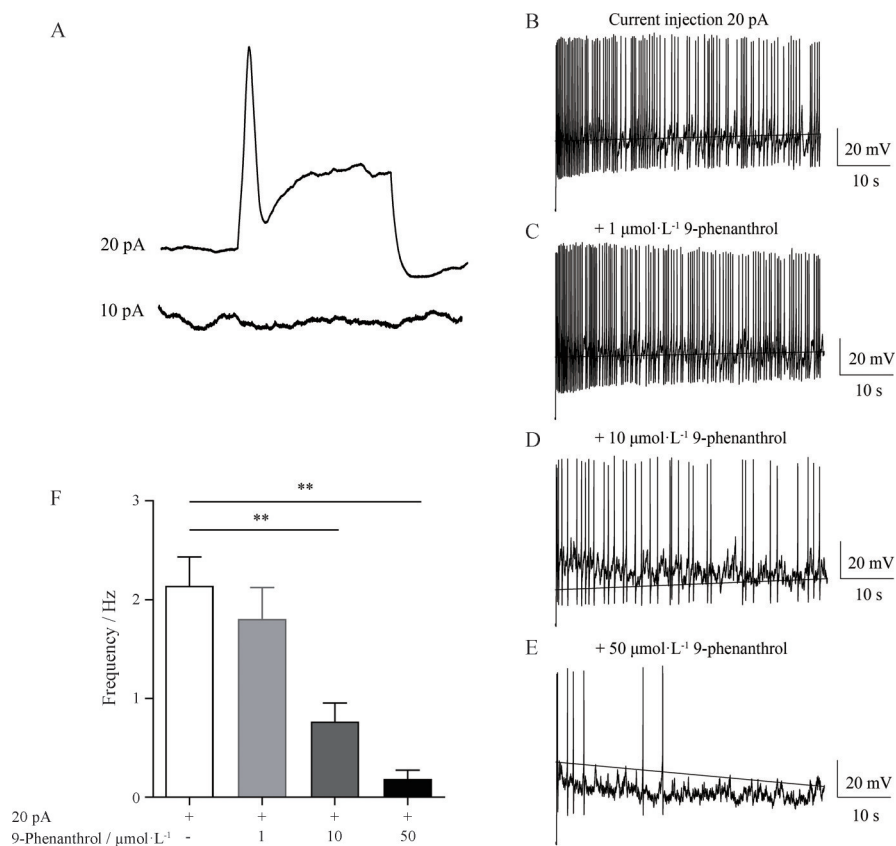 A
20 pA
10 pA
B
Current injection 20 pA
20 mV
10 s
C
+ 1 μmol·L⁻¹ 9-phenanthrol
20 mV
10 s
D
+ 10 μmol·L⁻¹ 9-phenanthrol
20 mV
10 s
E
+ 50 μmol·L⁻¹ 9-phenanthrol
20 mV
10 s
F
**
**
3
2
1
0
Frequency / Hz
20 pA + + + +
9-Phenanthrol / μmol·L⁻¹ - 1 10 50